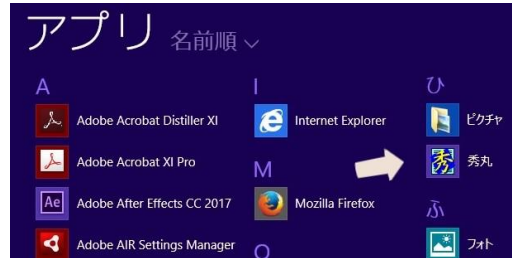 アプリ 名前順
A
Adobe Acrobat Distiller XI
Adobe Acrobat XI Pro
Ae Adobe After Effects CC 2017
Adobe AIR Settings Manager
I
Internet Explorer
M
Mozilla Firefox
O
ひ
ピクチャ
秀 秀丸
ふ
フォト